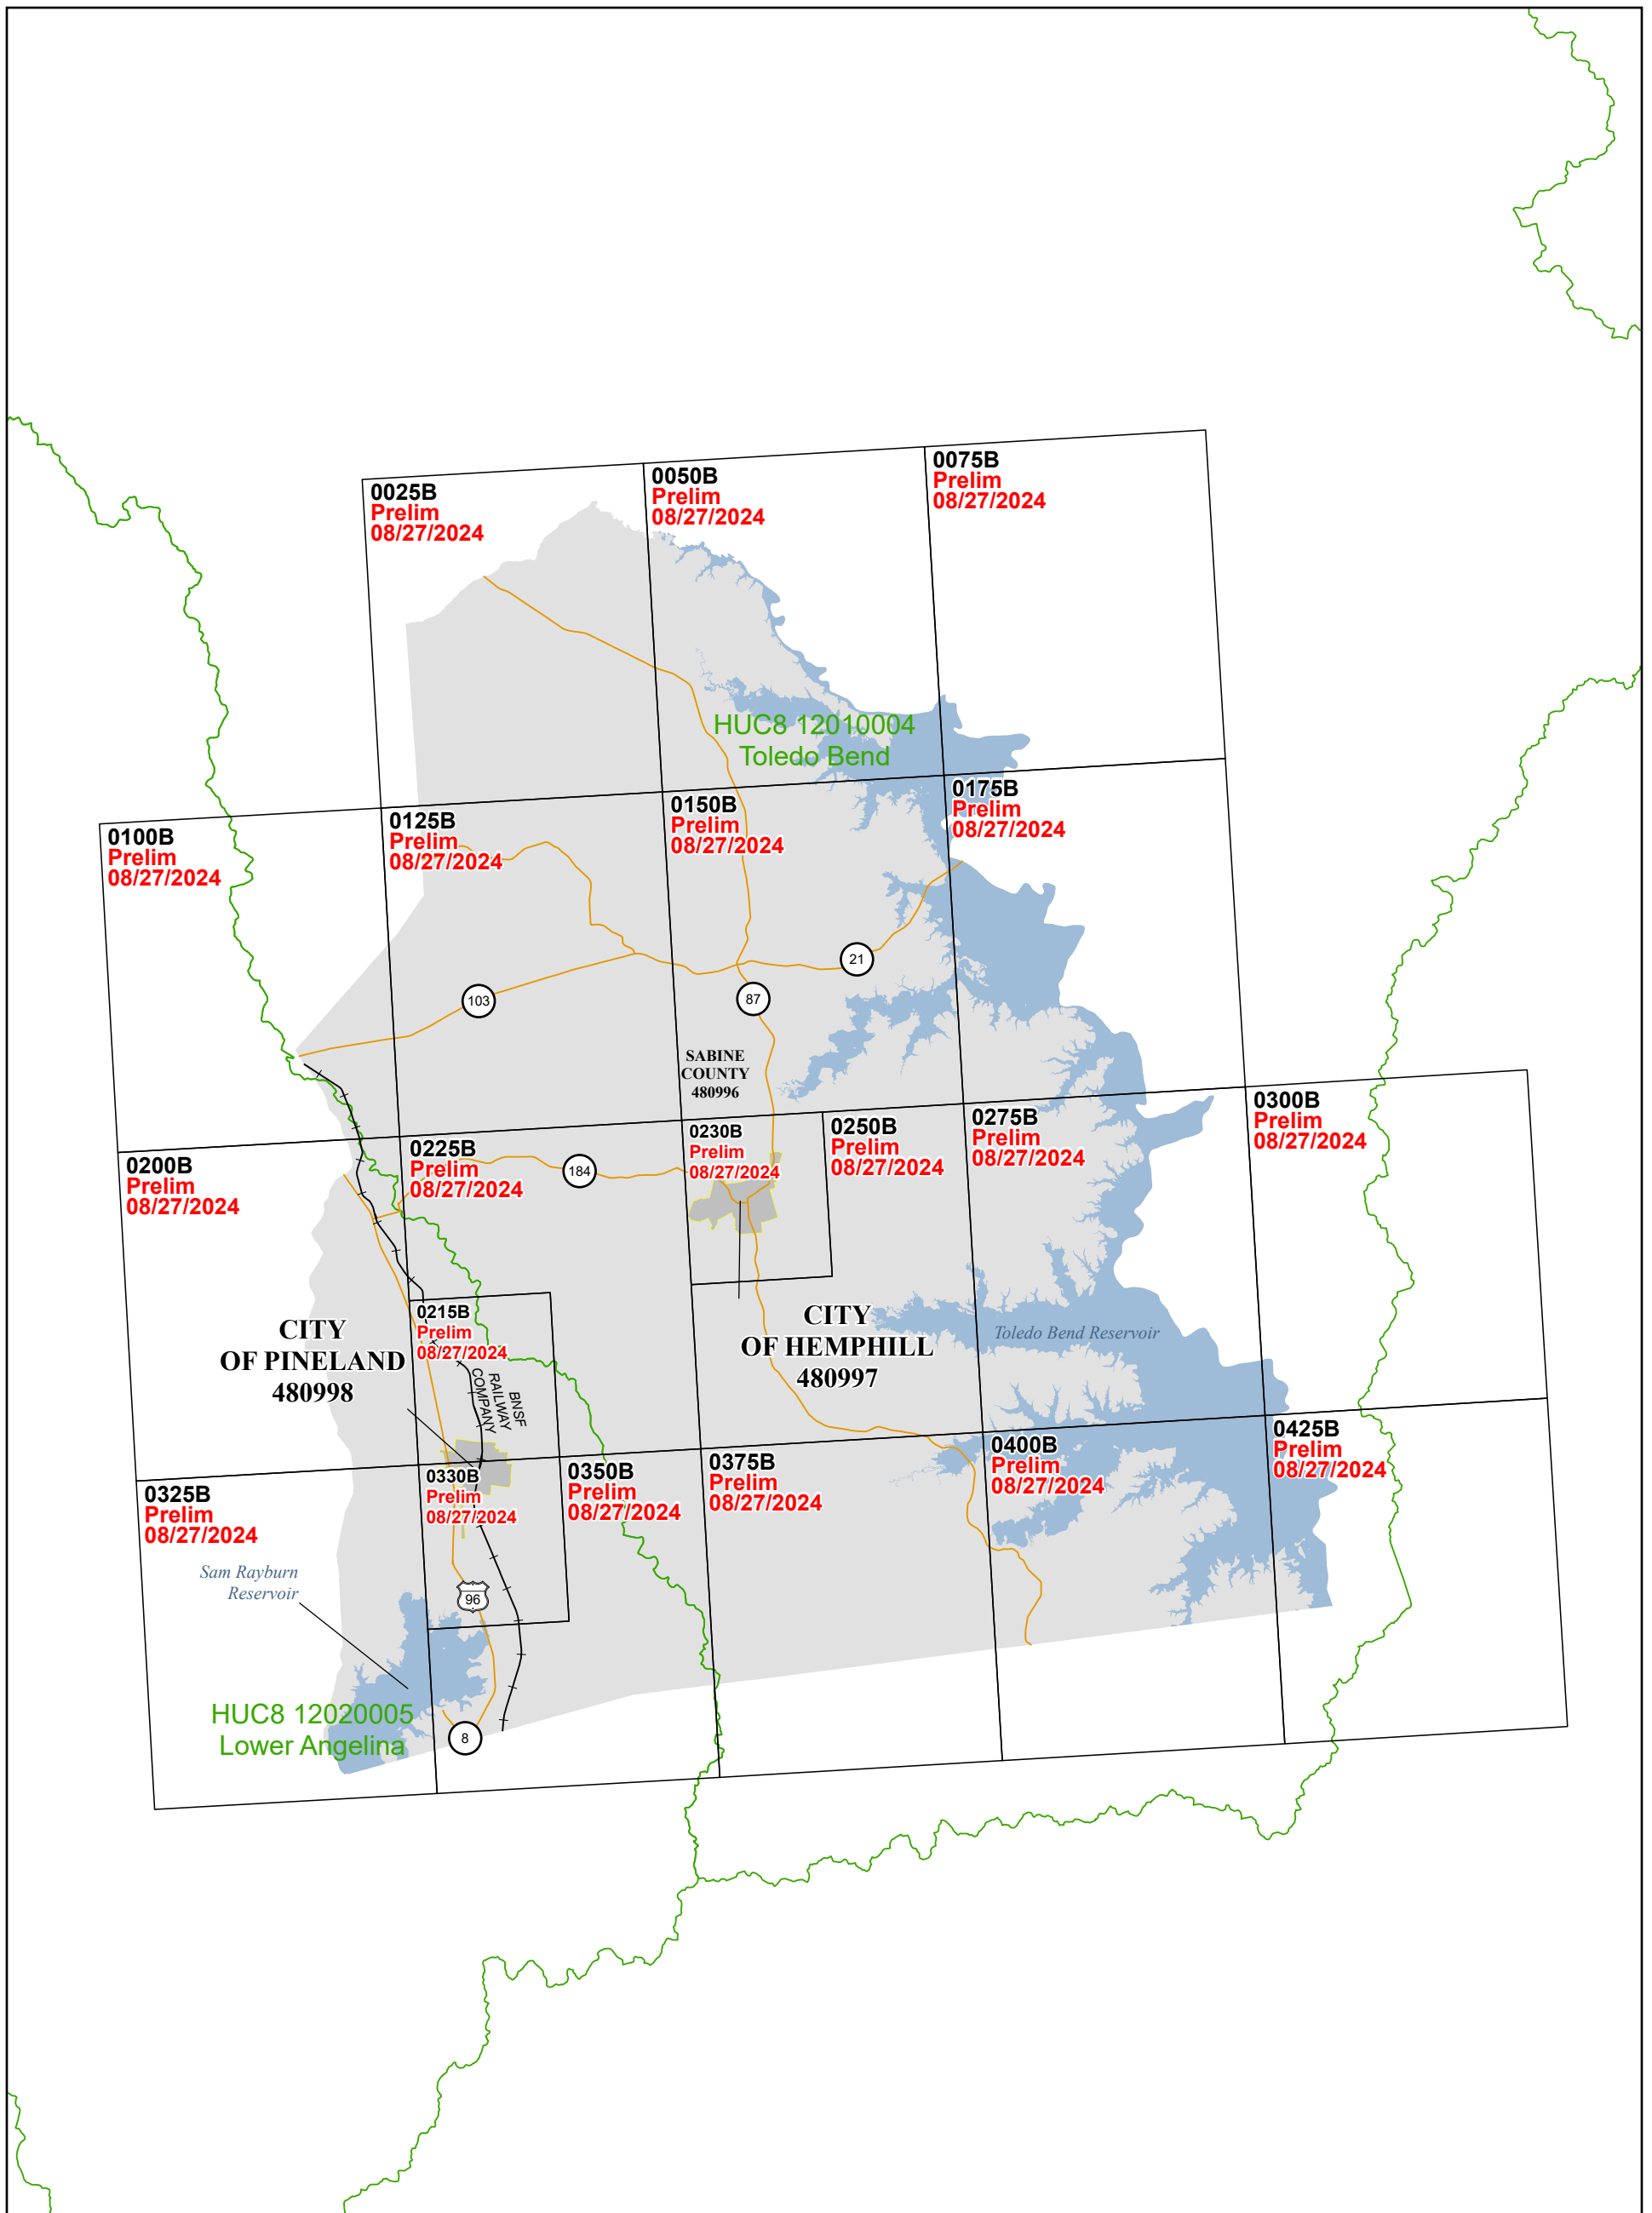 0025B
Prelim
08/27/2024
0050B
Prelim
08/27/2024
0075B
Prelim
08/27/2024
HUC8 12010004
Toledo Bend
0100B
Prelim
08/27/2024
0125B
Prelim
08/27/2024
0150B
Prelim
08/27/2024
0175B
Prelim
08/27/2024
21
103
87
SABINE
COUNTY
480996
0200B
Prelim
08/27/2024
0225B
Prelim
08/27/2024
184
0230B
Prelim
08/27/2024
0250B
Prelim
08/27/2024
0275B
Prelim
08/27/2024
0300B
Prelim
08/27/2024
0215B
Prelim
08/27/2024
CITY
OF PINELAND
480998
BNSF
RAILWAY
COMPANY
CITY
OF HEMPHILL
480997
Toledo Bend Reservoir
0325B
Prelim
08/27/2024
0330B
Prelim
08/27/2024
0350B
Prelim
08/27/2024
0375B
Prelim
08/27/2024
0400B
Prelim
08/27/2024
0425B
Prelim
08/27/2024
Sam Rayburn
Reservoir
96
HUC8 12020005
Lower Angelina
8